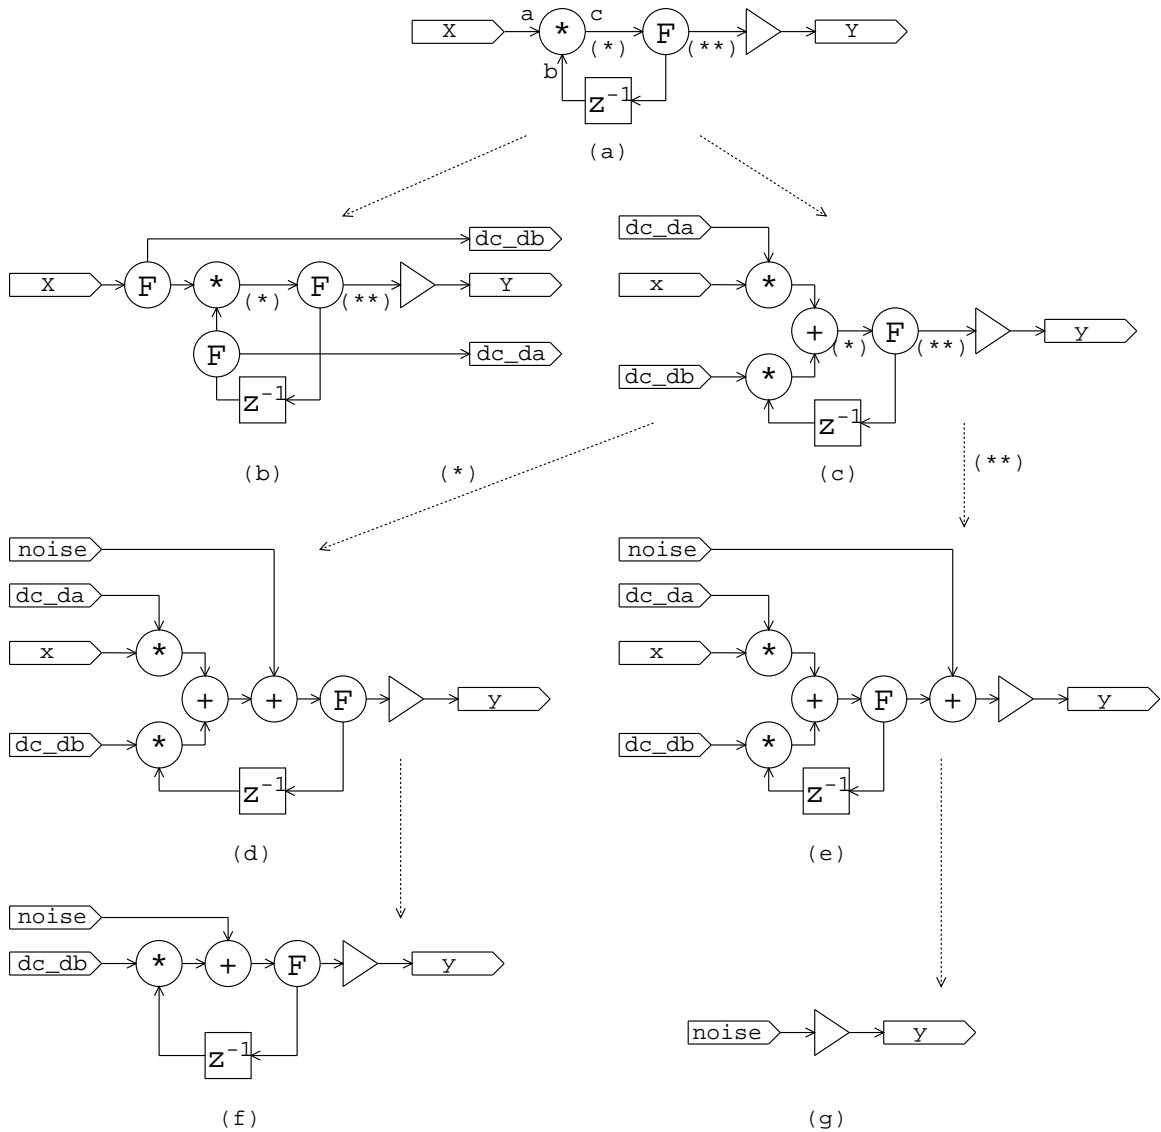 a c
X * F Y
(*) (**)
b
z-1
(a)
dc_db
X F * F Y
(*) (**)
F dc_da
z-1
(b)
dc_da
x *
+ F y
(*) (**)
dc_db *
z-1
(c)
(*)
(**)
noise
dc_da
x *
+ + F y
dc_db *
z-1
(d)
noise
dc_da
x *
+ F + y
dc_db *
z-1
(e)
noise
dc_db * + F y
z-1
(f)
noise y
(g)